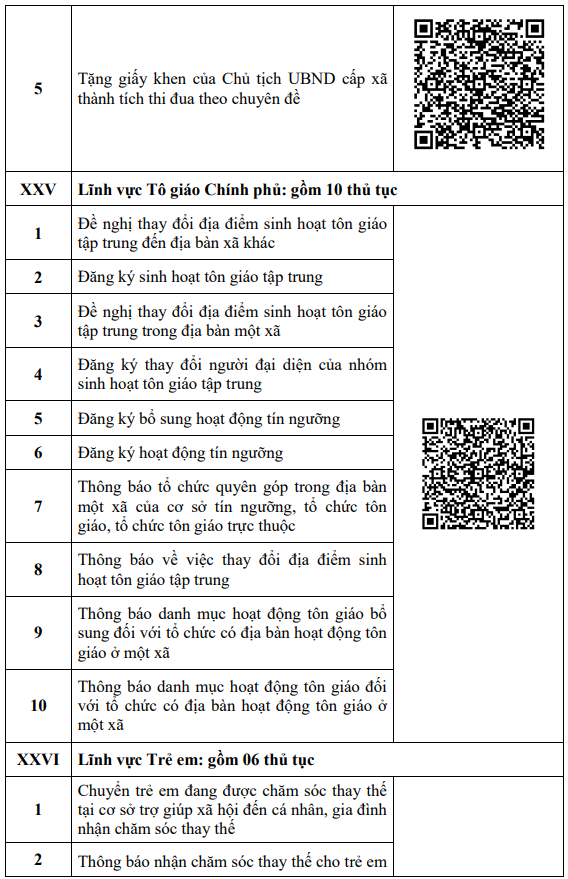 5
Tặng giấy khen của Chủ tịch UBND cấp xã
thành tích thi đua theo chuyên đề
XXV
Lĩnh vực Tô giáo Chính phủ: gồm 10 thủ tục
1
Đề nghị thay đổi địa điểm sinh hoạt tôn giáo
tập trung đến địa bàn xã khác
2
Đăng ký sinh hoạt tôn giáo tập trung
3
Đề nghị thay đổi địa điểm sinh hoạt tôn giáo
tập trung trong địa bàn một xã
4
Đăng ký thay đổi người đại diện của nhóm
sinh hoạt tôn giáo tập trung
5
Đăng ký bổ sung hoạt động tín ngưỡng
6
Đăng ký hoạt động tín ngưỡng
7
Thông báo tổ chức quyên góp trong địa bàn
một xã của cơ sở tín ngưỡng, tổ chức tôn
giáo, tổ chức tôn giáo trực thuộc
8
Thông báo về việc thay đổi địa điểm sinh
hoạt tôn giáo tập trung
9
Thông báo danh mục hoạt động tôn giáo bổ
sung đối với tổ chức có địa bàn hoạt động tôn
giáo ở một xã
10
Thông báo danh mục hoạt động tôn giáo đối
với tổ chức có địa bàn hoạt động tôn giáo ở
một xã
XXVI
Lĩnh vực Trẻ em: gồm 06 thủ tục
1
Chuyển trẻ em đang được chăm sóc thay thế
tại cơ sở trợ giúp xã hội đến cá nhân, gia đình
nhận chăm sóc thay thế
2
Thông báo nhận chăm sóc thay thế cho trẻ em